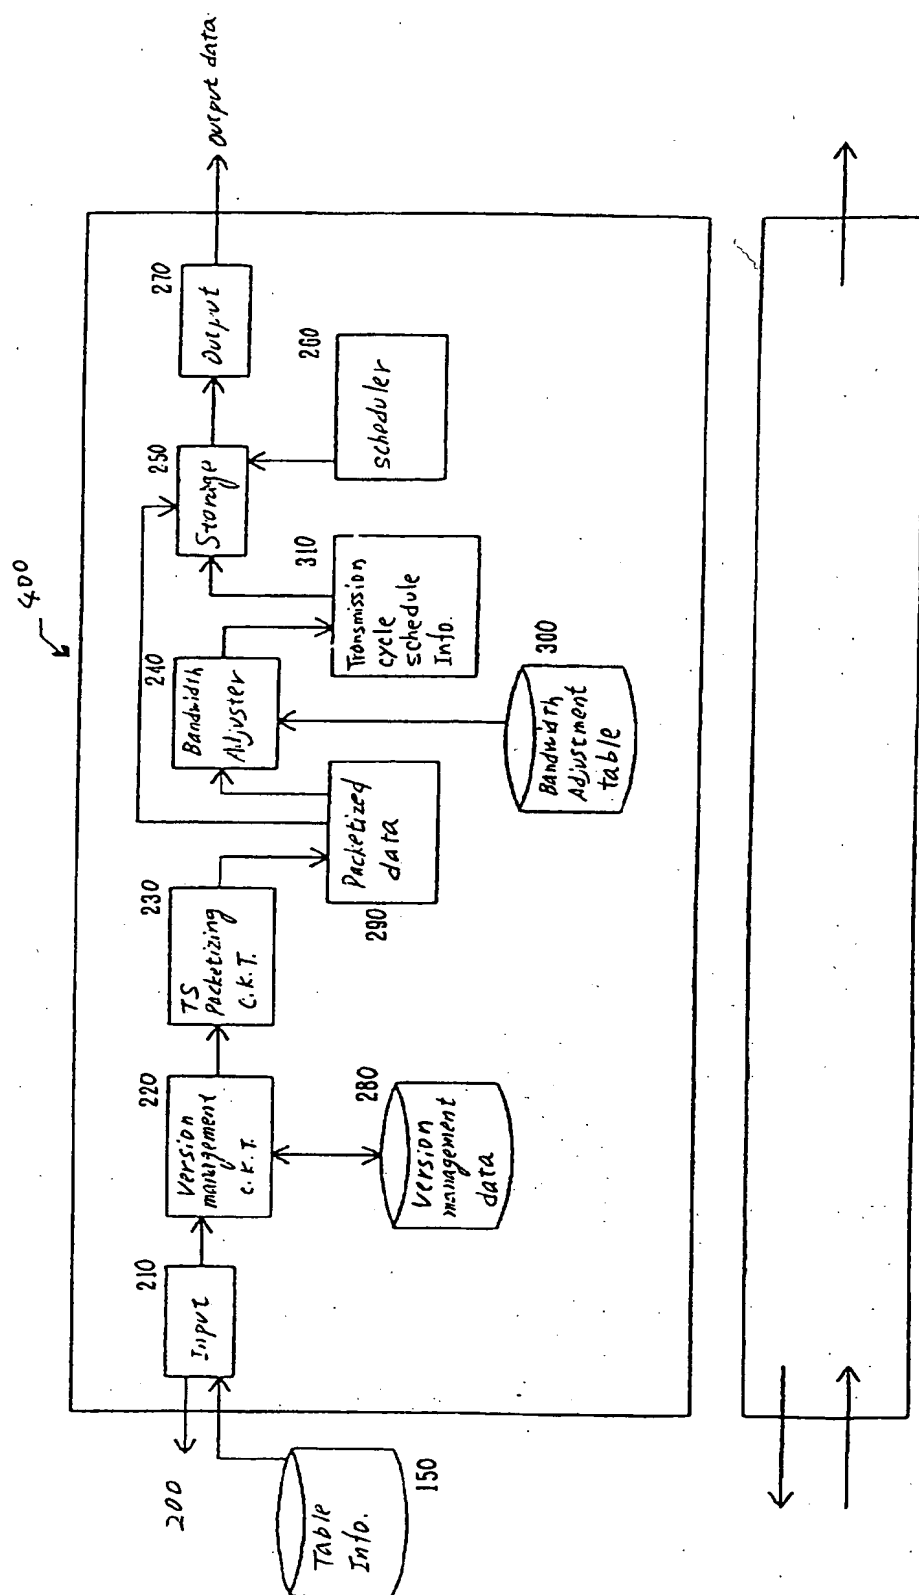 400
200
Table
Info.
150
Input
210
Version
management
C.K.T.
220
Version
management
data
280
TS
Packetizing
C.K.T.
230
Packetized
data
290
Bandwidth
Adjuster
240
Bandwidth
Adjustment
table
300
Transmission
cycle
schedule
Info.
310
Storage
250
scheduler
260
Output
270
Output data